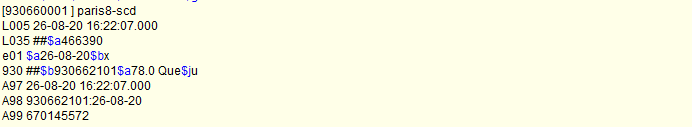 [930660001 ] paris8-scd
L005 26-08-20 16:22:07.000
L035 ##$a466390
e01 $a26-08-20$bx
930 ##$b930662101$a78.0 Que$ju
A97 26-08-20 16:22:07.000
A98 930662101:26-08-20
A99 670145572